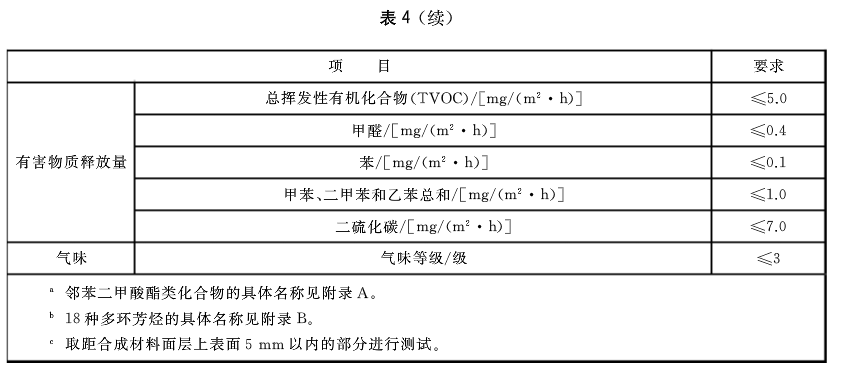 表4（续）
项 目 要求
总挥发性有机化合物(TVOC)/[mg/(m²·h)] ≤5.0
甲醛/[mg/(m²·h)] ≤0.4
有害物质释放量 苯/[mg/(m²·h)] ≤0.1
甲苯、二甲苯和乙苯总和/[mg/(m²·h)] ≤1.0
二硫化碳/[mg/(m²·h)] ≤7.0
气味 气味等级/级 ≤3
ᵃ 邻苯二甲酸酯类化合物的具体名称见附录A。
ᵇ 18种多环芳烃的具体名称见附录B。
ᶜ 取距合成材料面层上表面5 mm以内的部分进行测试。